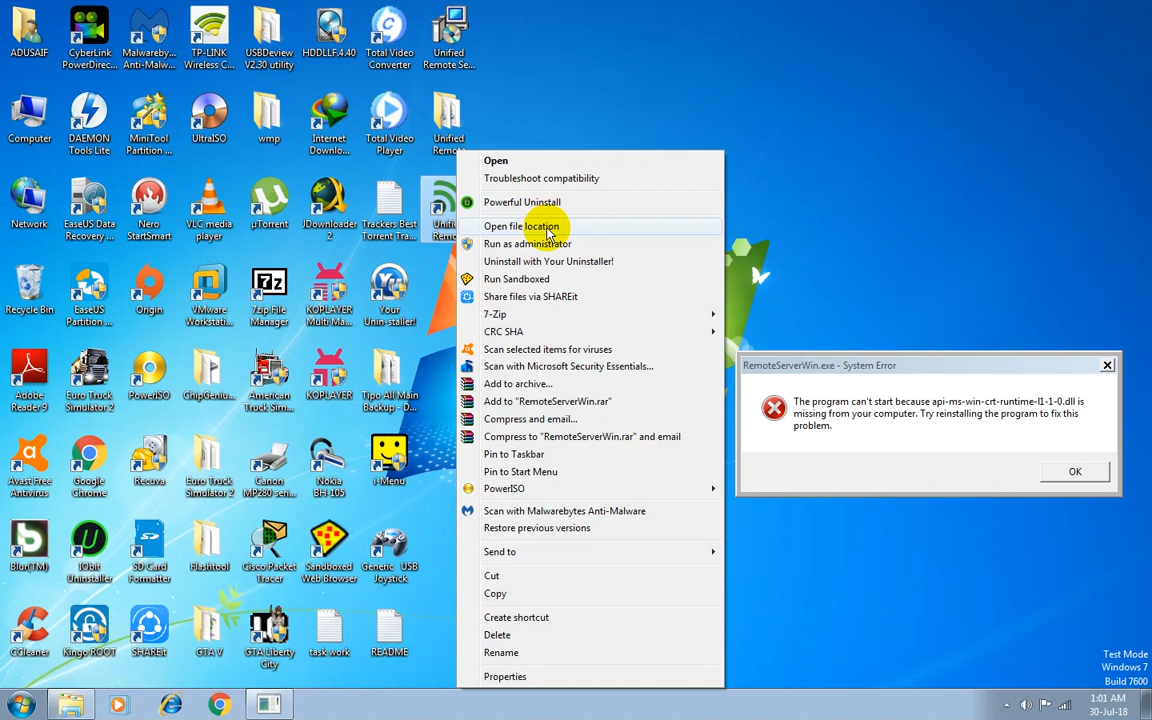 ADUSAIF
CyberLink
PowerDirec...
Malwareby...
Anti-Malw...
TP-LINK
Wireless C...
USBDeview
V2.30 utility
HDDLLF.4.40
Total Video
Converter
Unified
Remote Se...
Computer
DAEMON
Tools Lite
MiniTool
Partition ...
UltraISO
wmp
Internet
Downlo...
Total Video
Player
Unified
Remote
Network
EaseUS Data
Recovery ...
Nero
StartSmart
VLC media
player
µTorrent
JDownloader
2
Trackers Best
Torrent Tra...
Unifie
Remo
Recycle Bin
EaseUS
Partition ...
Origin
VMware
Workstati...
7zip File
Manager
KOPLAYER
Multi Ma...
Your
Unin-staller!
Adobe
Reader 9
Euro Truck
Simulator 2
PowerISO
ChipGeniu...
American
Truck Sim...
KOPLAYER
Tipo All Main
Backup - D...
Avast Free
Antivirus
Google
Chrome
Recuva
Euro Truck
Simulator 2
Canon
MP280 seri...
Nokia
BH-105
i-Menu
Blur(TM)
IObit
Uninstaller
SD Card
Formatter
Flashtool
Cisco Packet
Tracer
Sandboxed
Web Browser
Generic USB
Joystick
CCleaner
Kingo ROOT
SHAREit
GTA V
GTA Liberty
City
task work
README
Open
Troubleshoot compatibility
Powerful Uninstall
Open file location
Run as administrator
Uninstall with Your Uninstaller!
Run Sandboxed
Share files via SHAREit
7-Zip
CRC SHA
Scan selected items for viruses
Scan with Microsoft Security Essentials...
Add to archive...
Add to "RemoteServerWin.rar"
Compress and email...
Compress to "RemoteServerWin.rar" and email
Pin to Taskbar
Pin to Start Menu
PowerISO
Scan with Malwarebytes Anti-Malware
Restore previous versions
Send to
Cut
Copy
Create shortcut
Delete
Rename
Properties
RemoteServerWin.exe - System Error
The program can't start because api-ms-win-crt-runtime-l1-1-0.dll is
missing from your computer. Try reinstalling the program to fix this
problem.
OK
Test Mode
Windows 7
Build 7600
1:01 AM
30-Jul-18